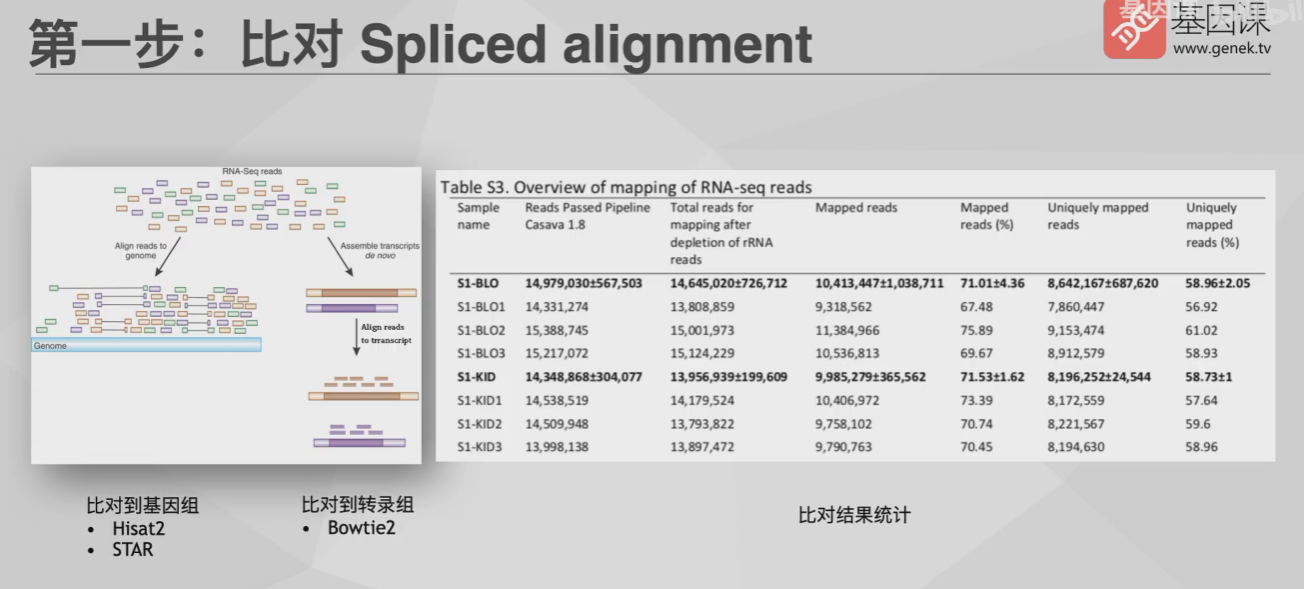 第一步：比对 Spliced alignment
基因课
www.genek.tv
RNA-Seq reads
Align reads to
genome
Assemble transcripts
de novo
Genome
Align reads
to trranscript
比对到基因组
• Hisat2
• STAR
比对到转录组
• Bowtie2
Table S3. Overview of mapping of RNA-seq reads
Sample name Reads Passed Pipeline Casava 1.8 Total reads for mapping after depletion of rRNA reads Mapped reads Mapped reads (%) Uniquely mapped reads Uniquely mapped reads (%)
S1-BLO 14,979,030±567,503 14,645,020±726,712 10,413,447±1,038,711 71.01±4.36 8,642,167±687,620 58.96±2.05
S1-BLO1 14,331,274 13,808,859 9,318,562 67.48 7,860,447 56.92
S1-BLO2 15,388,745 15,001,973 11,384,966 75.89 9,153,474 61.02
S1-BLO3 15,217,072 15,124,229 10,536,813 69.67 8,912,579 58.93
S1-KID 14,348,868±304,077 13,956,939±199,609 9,985,279±365,562 71.53±1.62 8,196,252±24,544 58.73±1
S1-KID1 14,538,519 14,179,524 10,406,972 73.39 8,172,559 57.64
S1-KID2 14,509,948 13,793,822 9,758,102 70.74 8,221,567 59.6
S1-KID3 13,998,138 13,897,472 9,790,763 70.45 8,194,630 58.96
比对结果统计